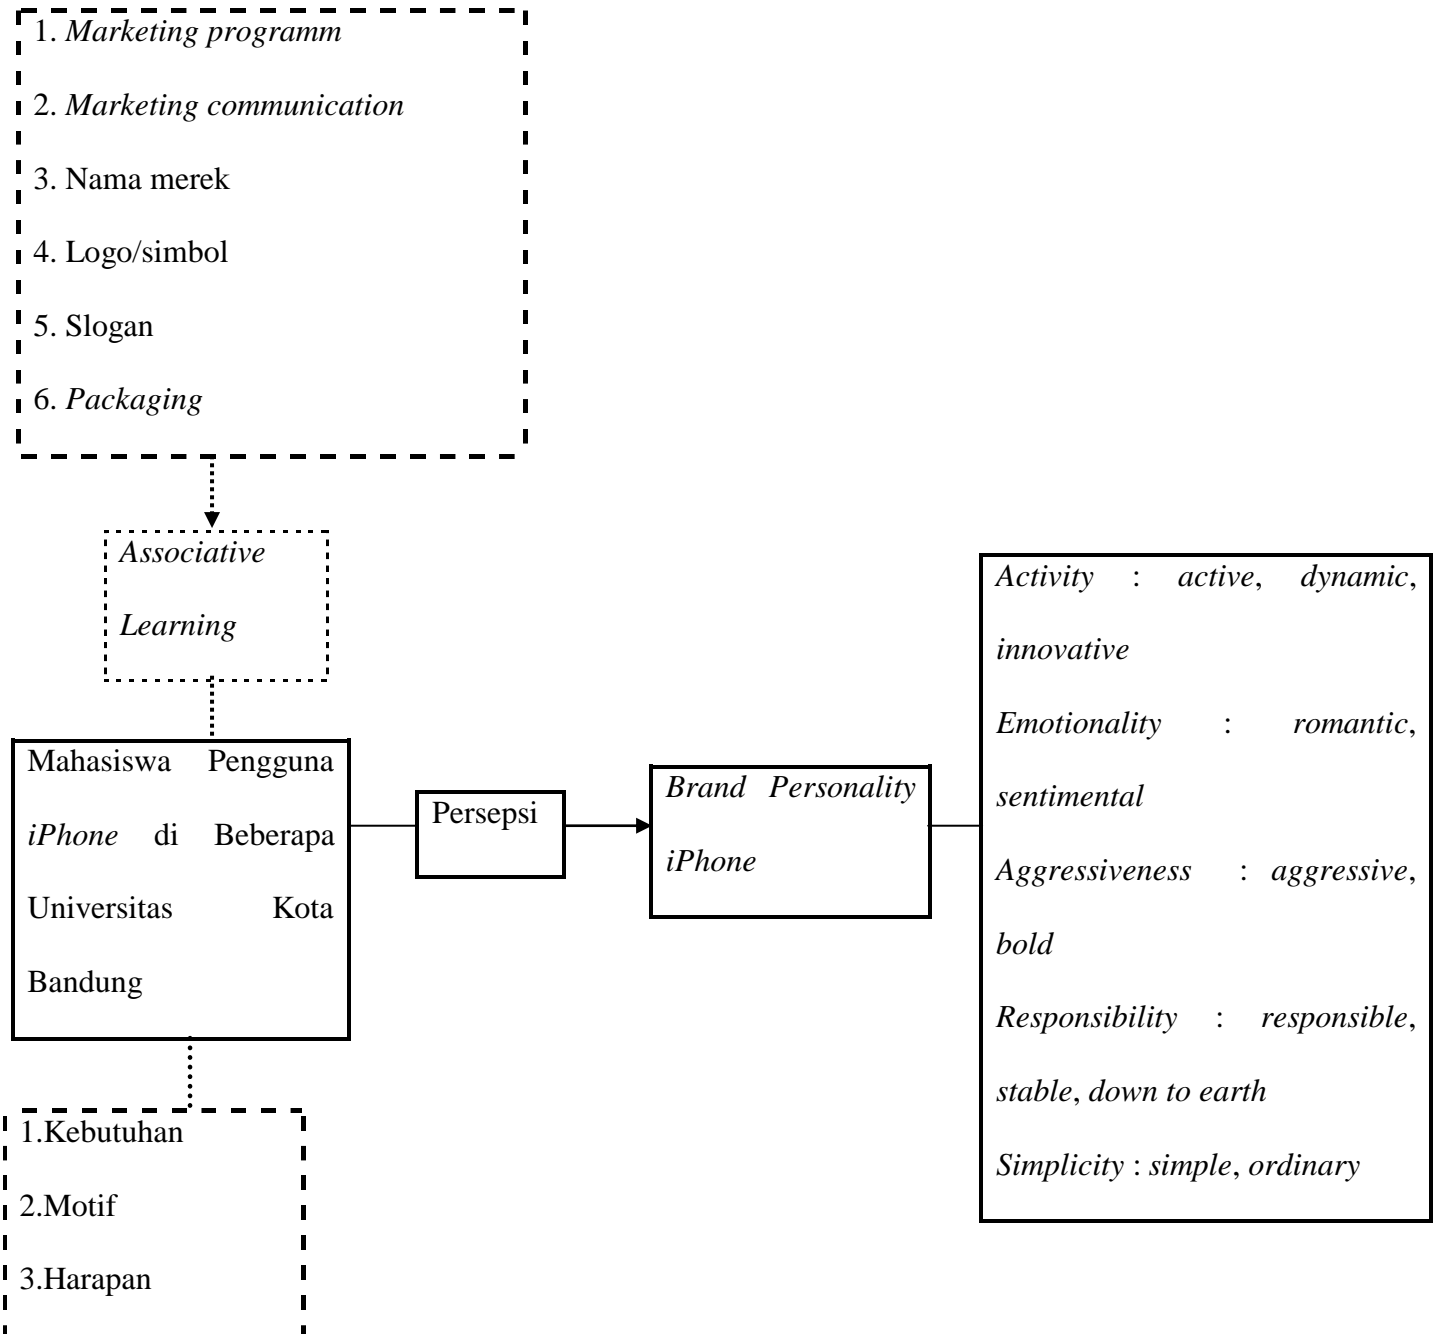 1. Marketing programm
2. Marketing communication
3. Nama merek
4. Logo/simbol
5. Slogan
6. Packaging
Associative
Learning
Mahasiswa Pengguna
iPhone di Beberapa
Universitas Kota
Bandung
Persepsi
Brand Personality
iPhone
Activity : active, dynamic,
innovative
Emotionality : romantic,
sentimental
Aggressiveness : aggressive,
bold
Responsibility : responsible,
stable, down to earth
Simplicity : simple, ordinary
1.Kebutuhan
2.Motif
3.Harapan